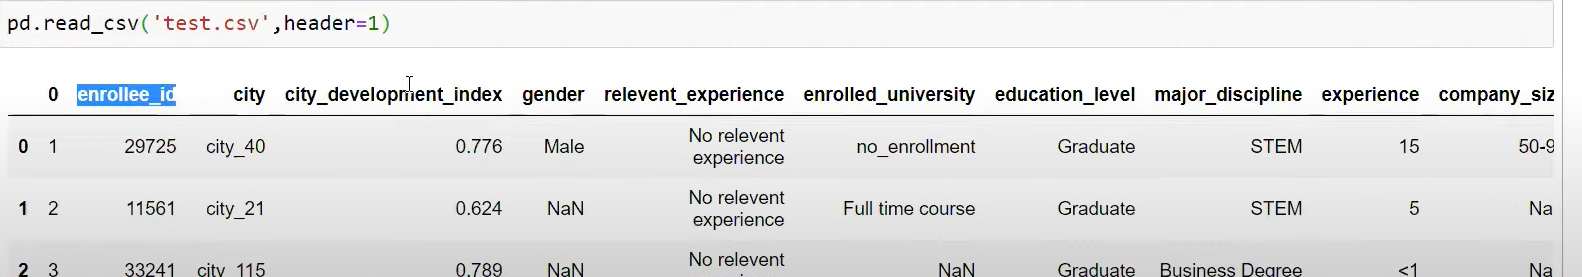 pd.read_csv('test.csv',header=1)
0 enrollee_id city city_development_index gender relevent_experience enrolled_university education_level major_discipline experience company_siz
0 1 29725 city_40 0.776 Male No relevent experience no_enrollment Graduate STEM 15 50-9
1 2 11561 city_21 0.624 NaN No relevent experience Full time course Graduate STEM 5 Na
2 3 33241 city_115 0.789 NaN No relevent NaN Graduate Business Degree <1 Na